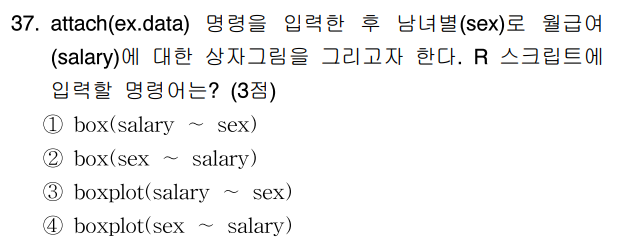 37. attach(ex.data) 명령을 입력한 후 남녀별(sex)로 월급여
(salary)에 대한 상자그림을 그리고자 한다. R 스크립트에
입력할 명령어는? (3점)
① box(salary ~ sex)
② box(sex ~ salary)
③ boxplot(salary ~ sex)
④ boxplot(sex ~ salary)